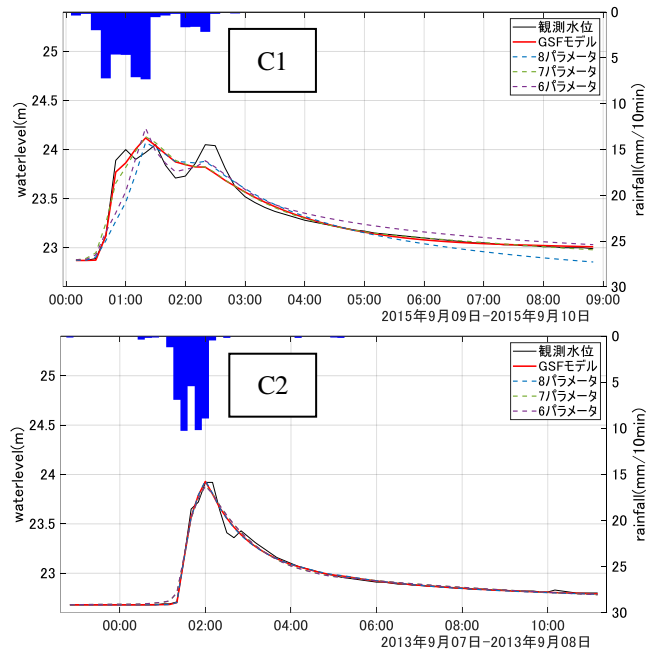 C1
観測水位
GSFモデル
8パラメータ
7パラメータ
6パラメータ
waterlevel(m)
25
24.5
24
23.5
23
rainfall(mm/10min)
0
5
10
15
20
25
30
00:00 01:00 02:00 03:00 04:00 05:00 06:00 07:00 08:00 09:00
2015年9月09日-2015年9月10日
C2
観測水位
GSFモデル
8パラメータ
7パラメータ
6パラメータ
waterlevel(m)
25
24.5
24
23.5
23
rainfall(mm/10min)
0
5
10
15
20
25
30
00:00 02:00 04:00 06:00 08:00 10:00
2013年9月07日-2013年9月08日